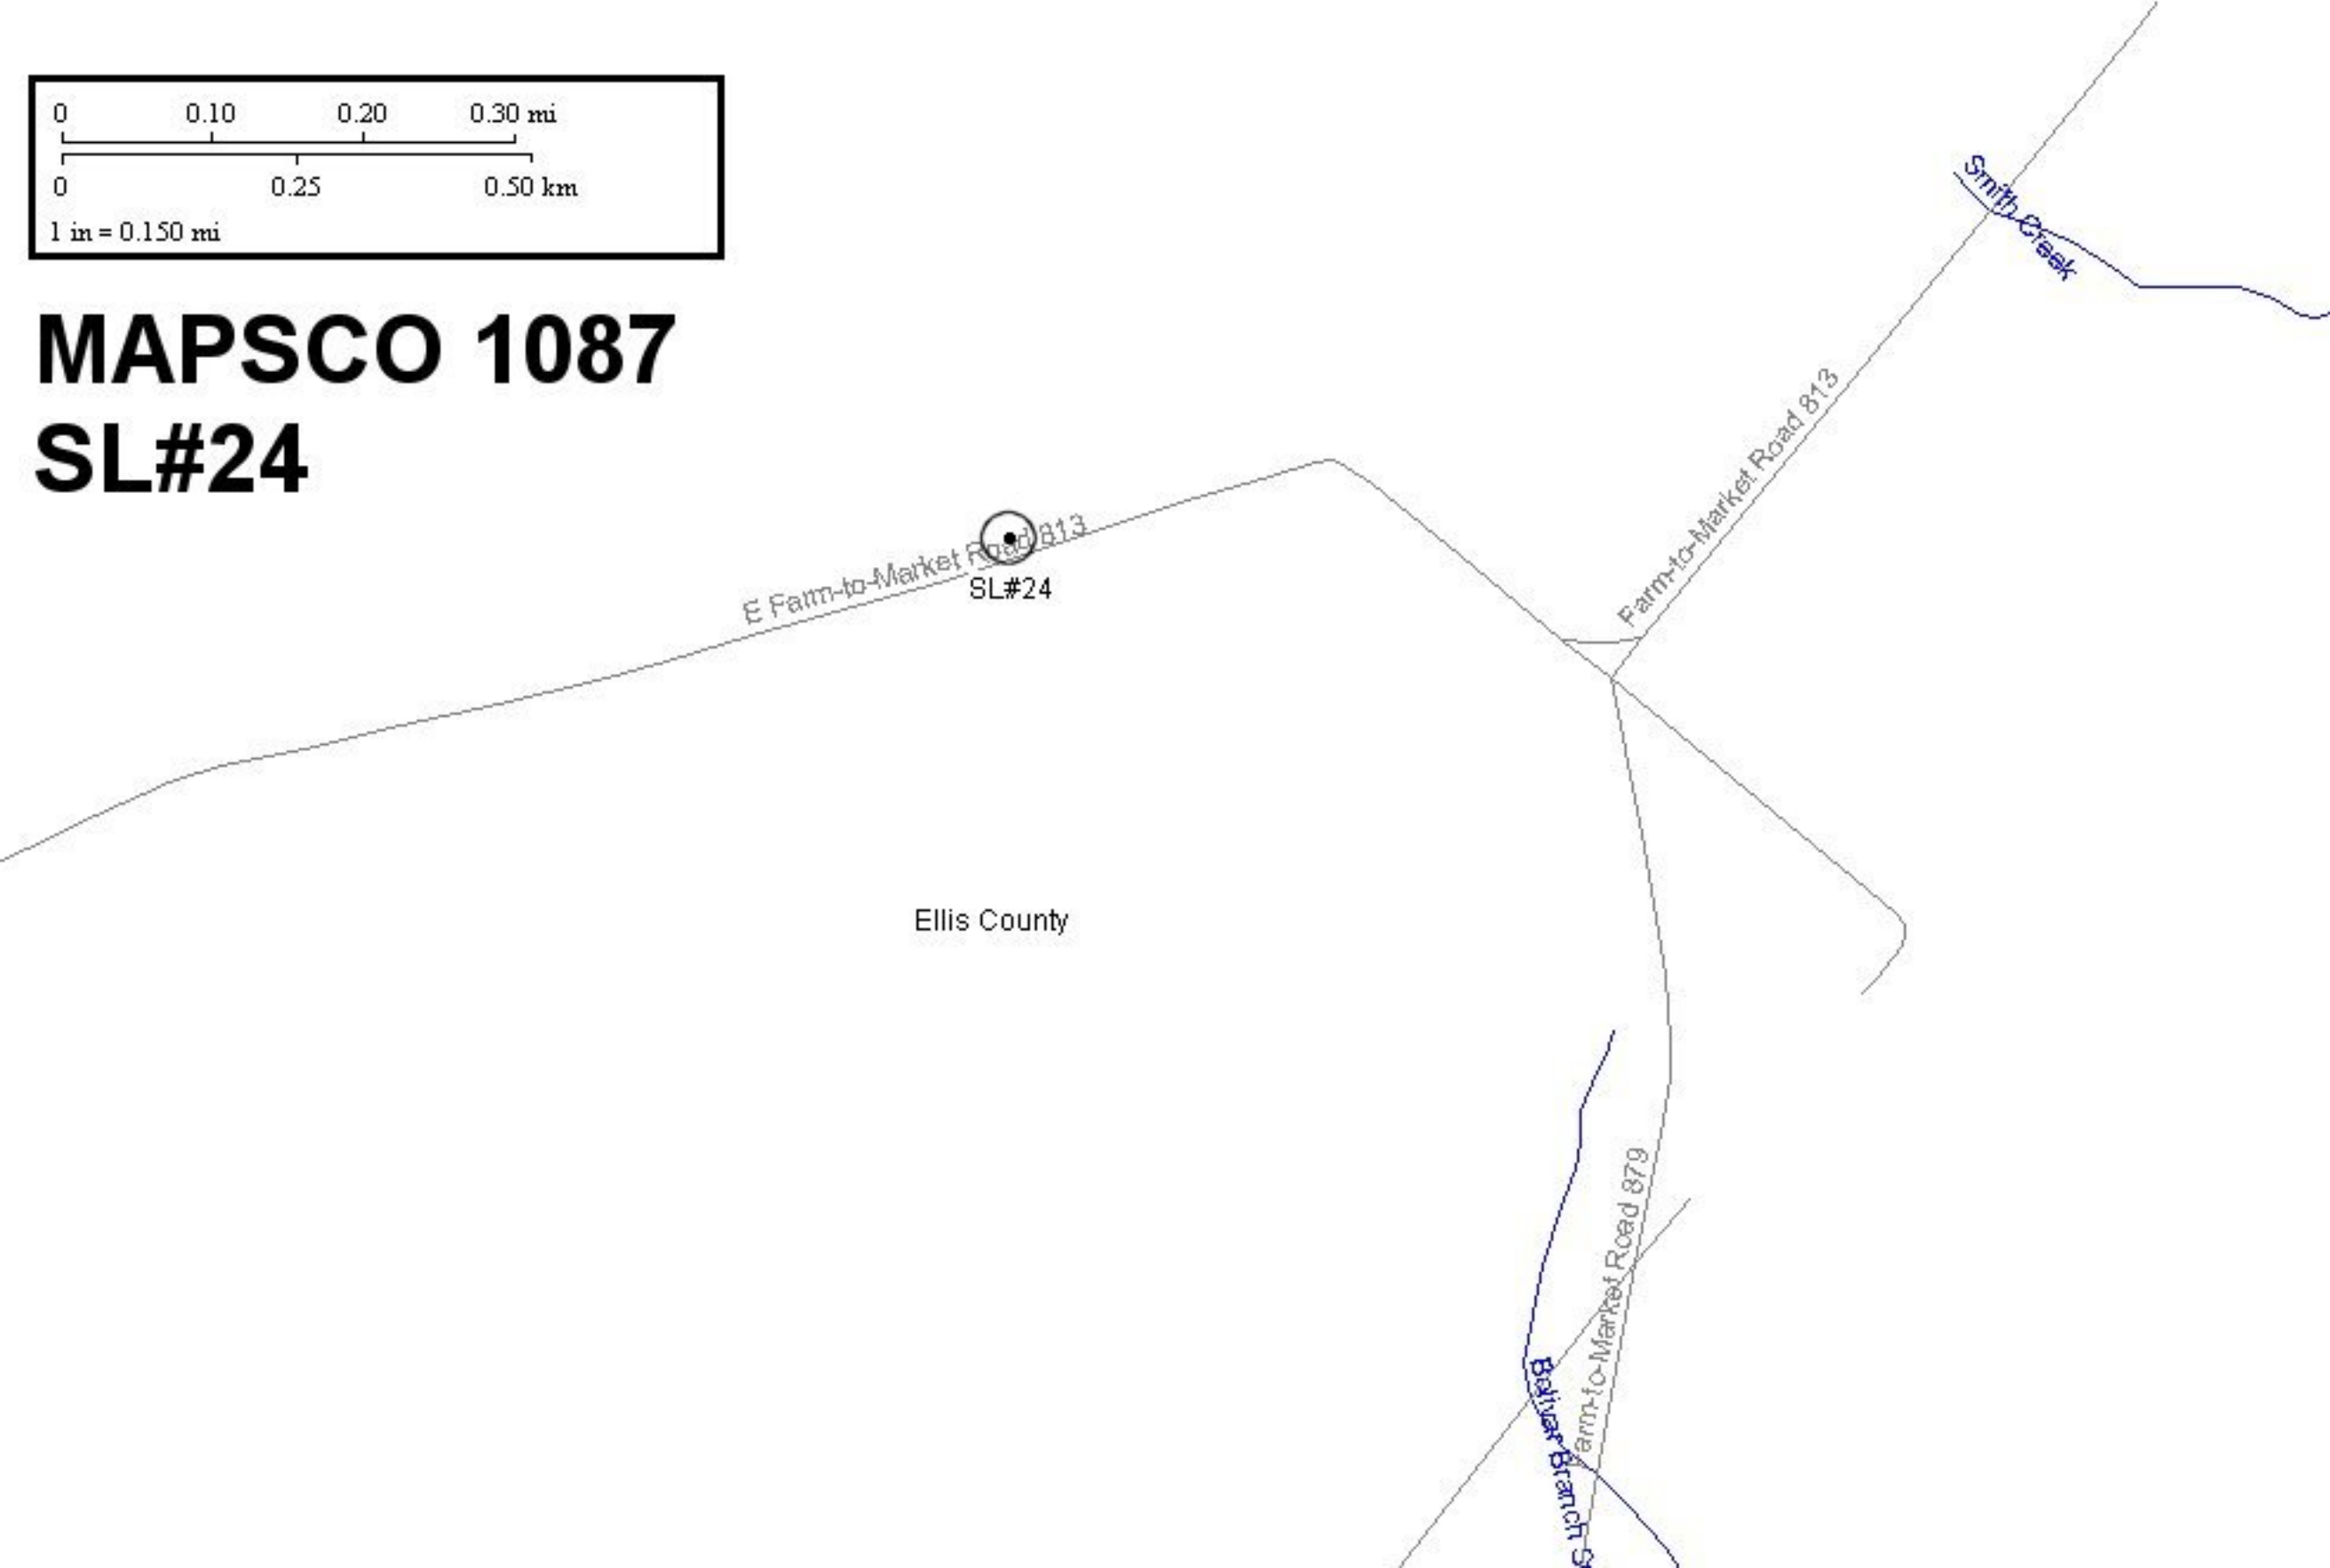 0 0.10 0.20 0.30 mi
0 0.25 0.50 km
1 in = 0.150 mi
MAPSCO 1087
SL#24
Smith Creek
Farm-to-Market Road 813
E Farm-to-Market Road 813
SL#24
Ellis County
Farm-to-Market Road 879
Bolivar Branch S